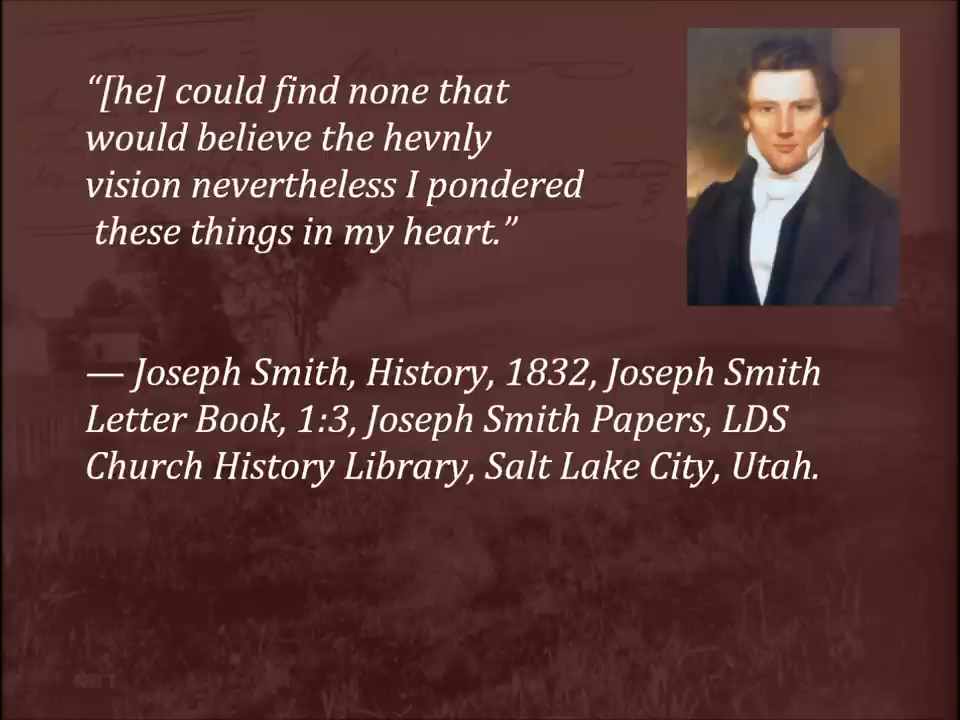 “[he] could find none that
would believe the hevnly
vision nevertheless I pondered
these things in my heart.”
— Joseph Smith, History, 1832, Joseph Smith
Letter Book, 1:3, Joseph Smith Papers, LDS
Church History Library, Salt Lake City, Utah.